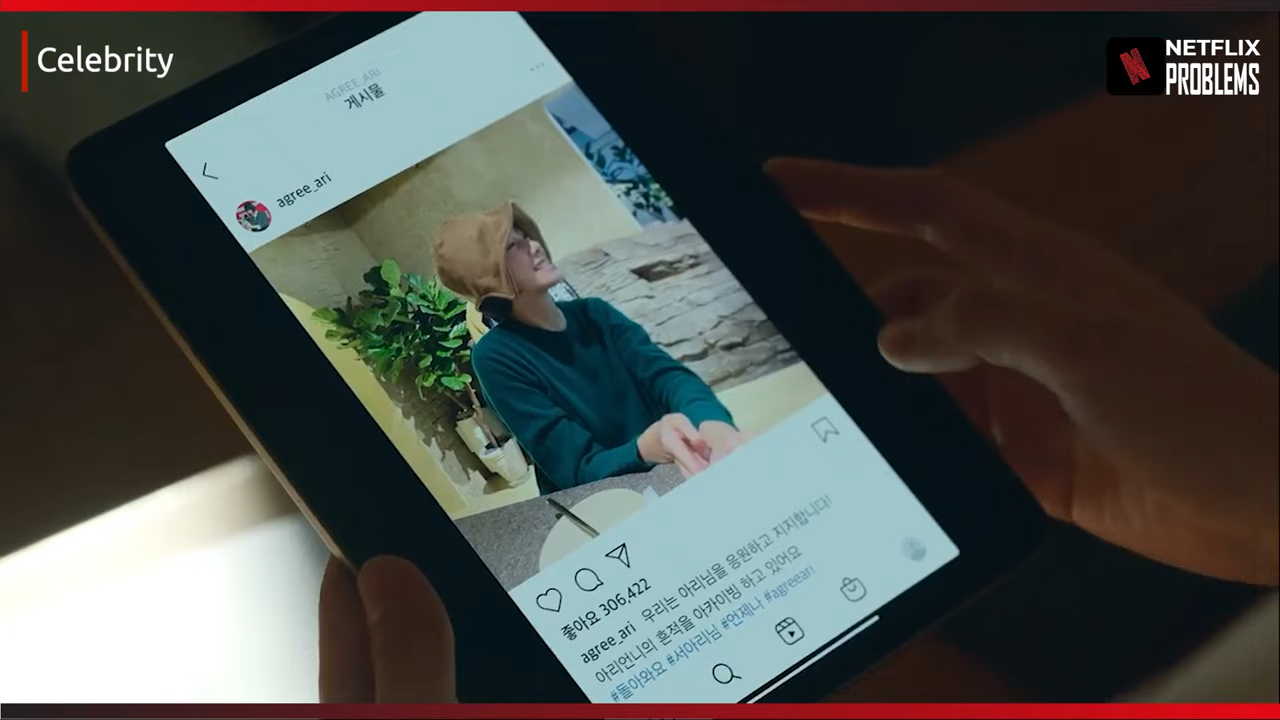 Celebrity
NETFLIX
PROBLEMS
AGREE ARI
게시물
agree_ari
좋아요 306,422
agree_ari 우리는 아리님을 응원하고 지지합니다!
아리언니의 흔적을 아카이빙 하고 있어요
#돌아와요 #서아리님 #언제나 #agreeari